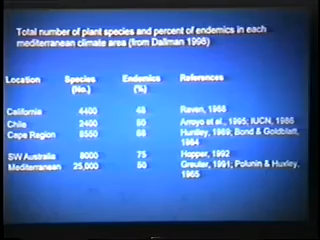 Total number of plant species and percent of endemics in each
mediterranean climate area (from Dallman 1998)
Location Species Endemics References
(No.) (%)
California 4400 48 Raven, 1988
Chile 2400 Arroyo et al., 1995; IUCN, 1986
Cape Region 8550 68 Huntley, 1989; Bond & Goldblatt,
1984
SW Australia 8000 75 Hopper, 1992
Mediterranean 25,000 50 Greuter, 1991; Polunin & Huxley,
1965